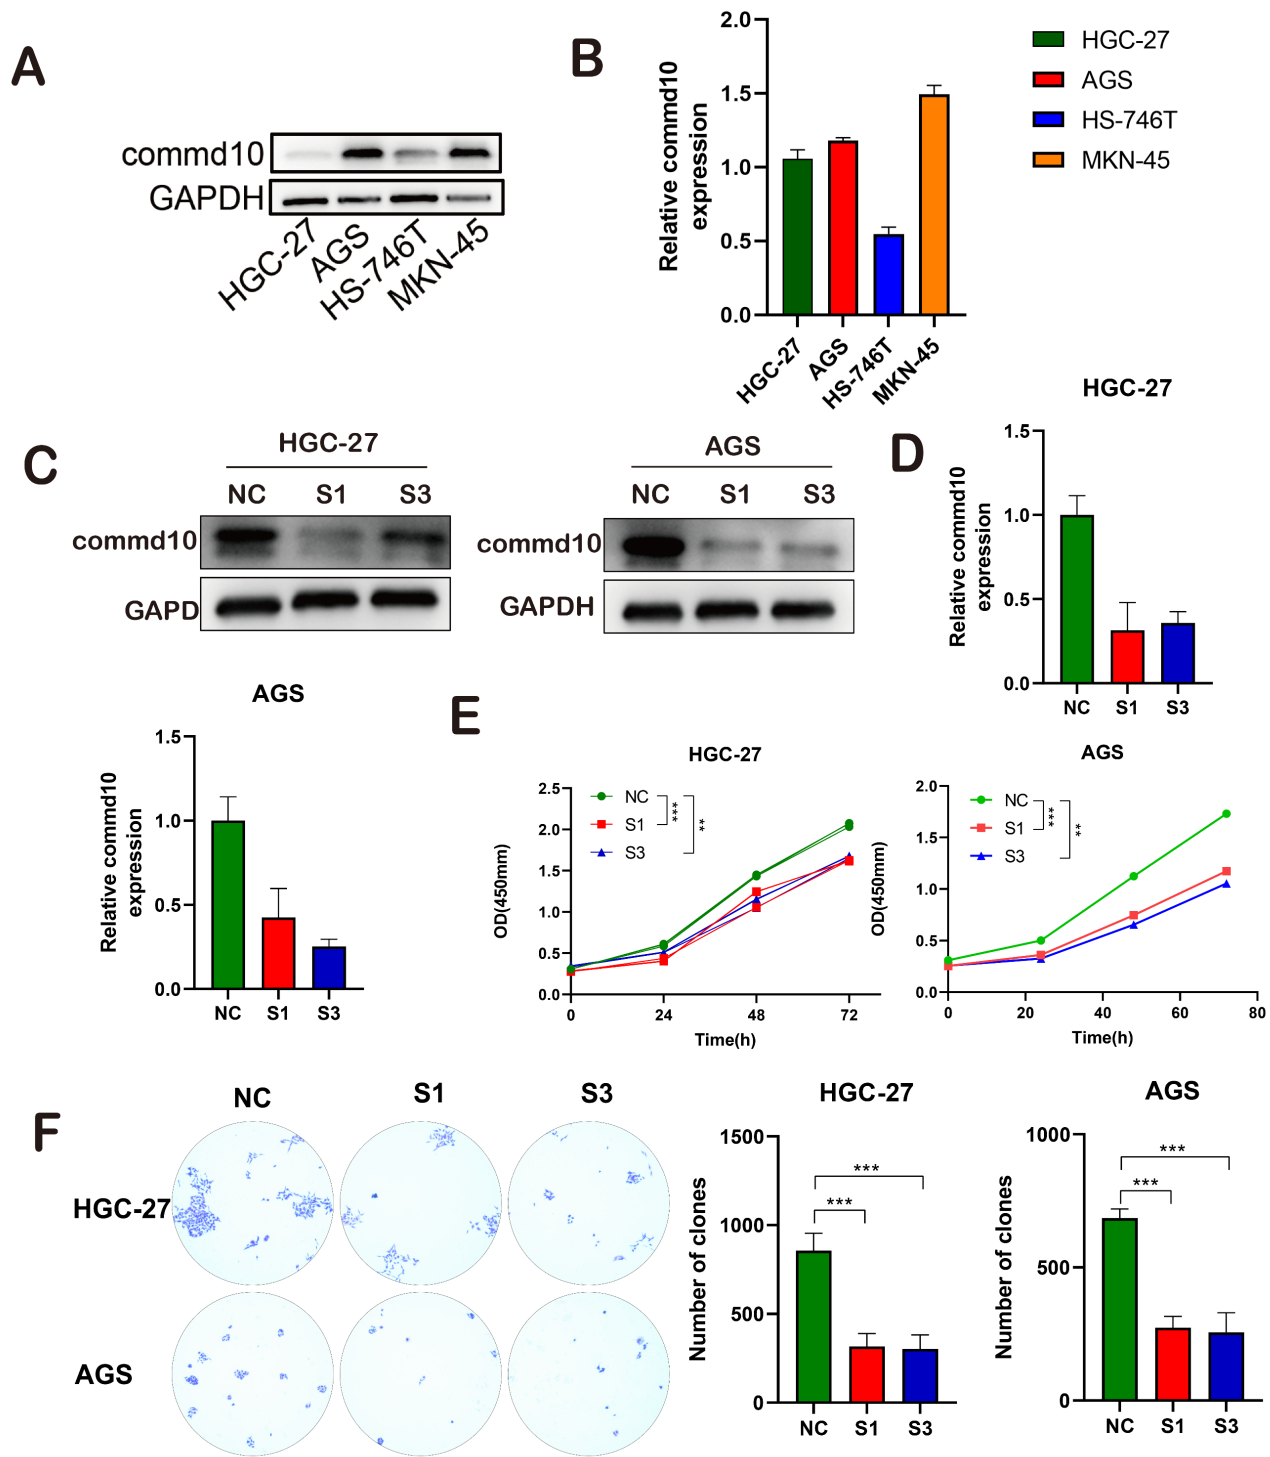 A
commd10
GAPDH
HGC-27
AGS
HS-746T
MKN-45
B
Relative commd10
expression
2.0
1.5
1.0
0.5
0.0
HGC-27
AGS
HS-746T
MKN-45
HGC-27
AGS
HS-746T
MKN-45
C
HGC-27
NC S1 S3
commd10
GAPD
AGS
NC S1 S3
commd10
GAPDH
D
HGC-27
Relative commd10
expression
1.5
1.0
0.5
0.0
NC S1 S3
AGS
Relative commd10
expression
1.5
1.0
0.5
0.0
NC S1 S3
E
HGC-27
OD(450mm)
2.5
2.0
1.5
1.0
0.5
0.0
NC
S1
S3
***
**
0 24 48 72
Time(h)
AGS
OD(450mm)
2.0
1.5
1.0
0.5
0.0
NC
S1
S3
***
**
0 20 40 60 80
Time(h)
F
NC S1 S3
HGC-27
AGS
HGC-27
Number of clones
1500
1000
500
0
***
***
NC S1 S3
AGS
Number of clones
1000
500
0
***
***
NC S1 S3